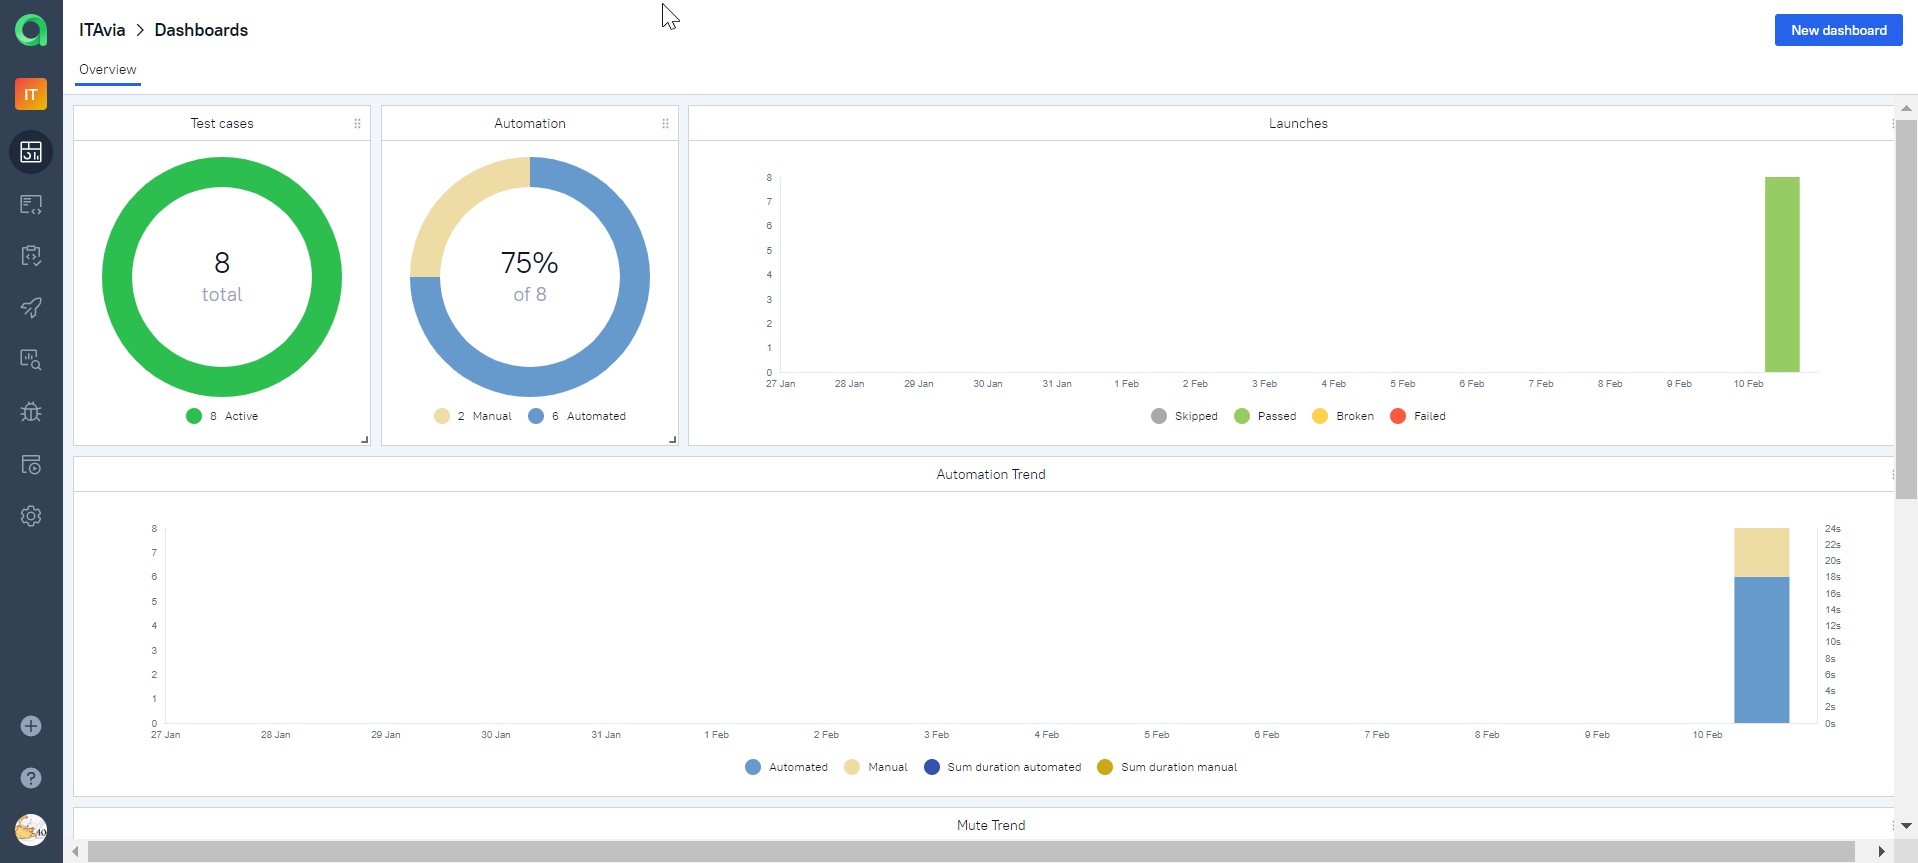 ITAvia > Dashboards
New dashboard
Overview
IT
Test cases
8
total
8 Active
Automation
75%
of 8
2 Manual 6 Automated
Launches
8
7
6
5
4
3
2
1
0
27 Jan 28 Jan 29 Jan 30 Jan 31 Jan 1 Feb 2 Feb 3 Feb 4 Feb 5 Feb 6 Feb 7 Feb 8 Feb 9 Feb 10 Feb
Skipped Passed Broken Failed
Automation Trend
8
7
6
5
4
3
2
1
0
24s
22s
20s
18s
16s
14s
12s
10s
8s
6s
4s
2s
0s
27 Jan 28 Jan 29 Jan 30 Jan 31 Jan 1 Feb 2 Feb 3 Feb 4 Feb 5 Feb 6 Feb 7 Feb 8 Feb 9 Feb 10 Feb
Automated Manual Sum duration automated Sum duration manual
Mute Trend